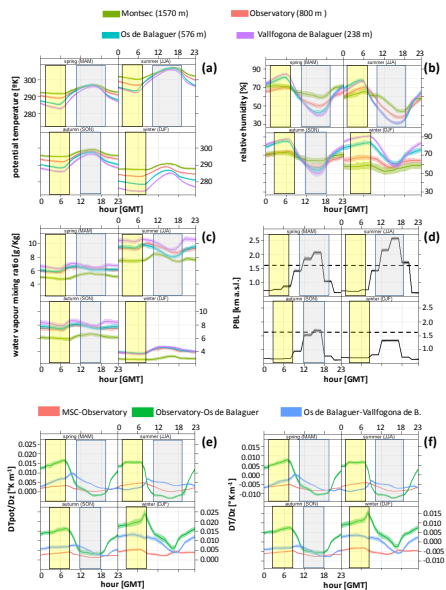 Montsec (1570 m) Observatory (800 m )
Os de Balaguer (576 m) Vallfogona de Balaguer (238 m)
0 6 12 18 23
spring (MAM) summer (JJA)
(a)
potential temperature [ºK]
300
290
280
autumn (SON) winter (DJF)
300
290
280
0 6 12 18 23
hour [GMT]
0 6 12 18 23
spring (MAM) summer (JJA)
(b)
relative humidity [%]
90
70
50
30
autumn (SON) winter (DJF)
90
70
50
30
0 6 12 18 23
hour [GMT]
spring (MAM) summer (JJA)
(c)
water vapour mixing ratio [g/Kg]
10
8
6
4
autumn (SON) winter (DJF)
10
8
6
4
0 6 12 18 23
hour [GMT]
spring (MAM) summer (JJA)
(d)
PBL [km a.s.l.]
2.5
2.0
1.5
1.0
autumn (SON) winter (DJF)
2.5
2.0
1.5
1.0
0 6 12 18 23
hour [GMT]
MSC-Observatory Observatory-Os de Balaguer Os de Balaguer-Vallfogona de B.
0 6 12 18 23
spring (MAM) summer (JJA)
(e)
DTpot/Dz [°K m⁻¹]
0.025
0.020
0.015
0.010
0.005
0.000
autumn (SON) winter (DJF)
0.025
0.020
0.015
0.010
0.005
0.000
0 6 12 18 23
hour [GMT]
0 6 12 18 23
spring (MAM) summer (JJA)
(f)
DT/Dz [°K m⁻¹]
0.015
0.010
0.005
0.000
-0.005
-0.010
autumn (SON) winter (DJF)
0.015
0.010
0.005
0.000
-0.005
-0.010
0 6 12 18 23
hour [GMT]